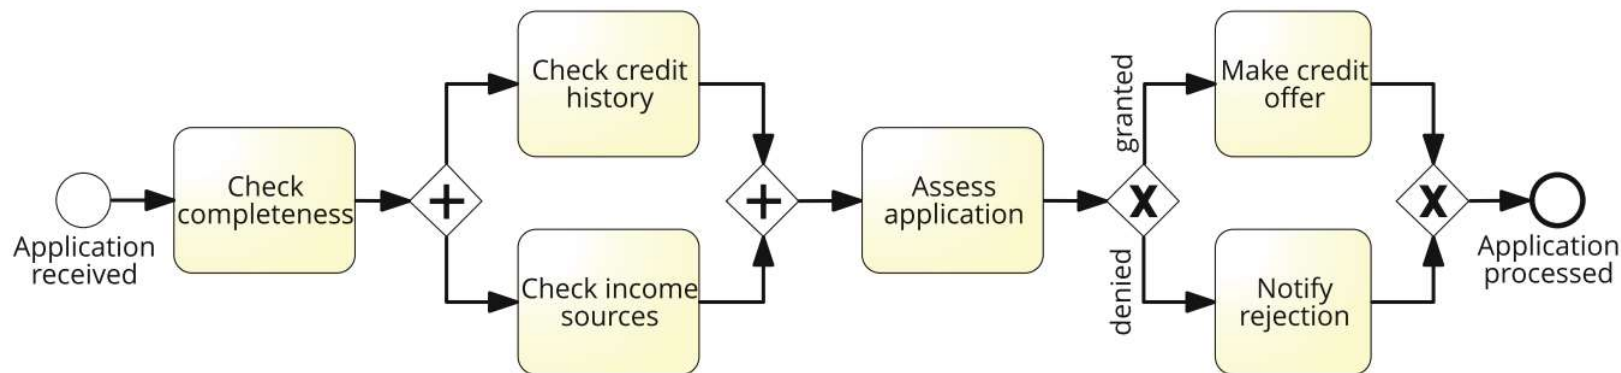 Application
received
Check
completeness
Check credit
history
Check income
sources
Assess
application
granted
denied
Make credit
offer
Notify
rejection
Application
processed